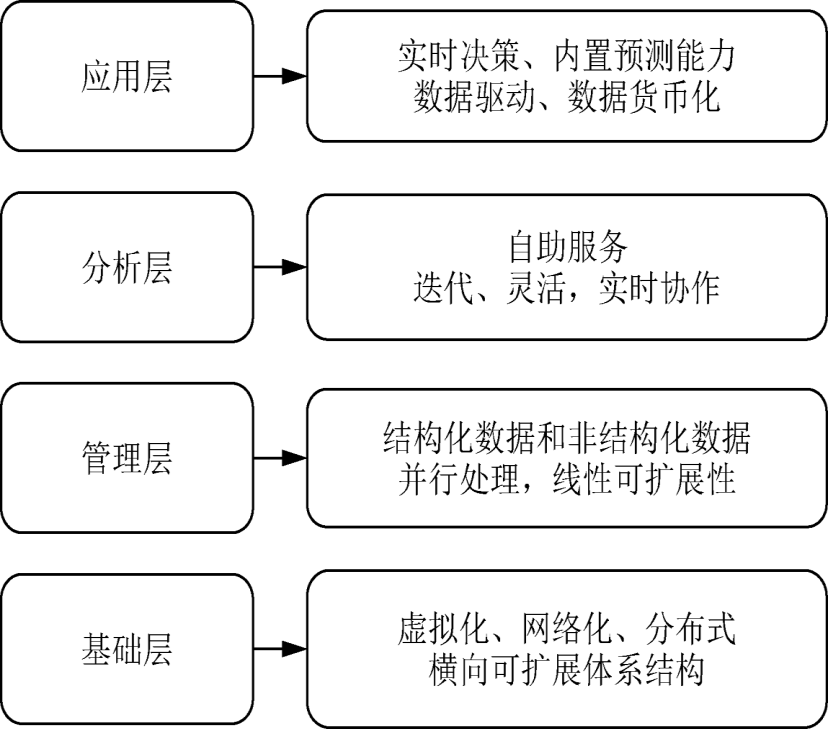 应用层
实时决策、内置预测能力
数据驱动、数据货币化
分析层
自助服务
迭代、灵活，实时协作
管理层
结构化数据和非结构化数据
并行处理，线性可扩展性
基础层
虚拟化、网络化、分布式
横向可扩展体系结构